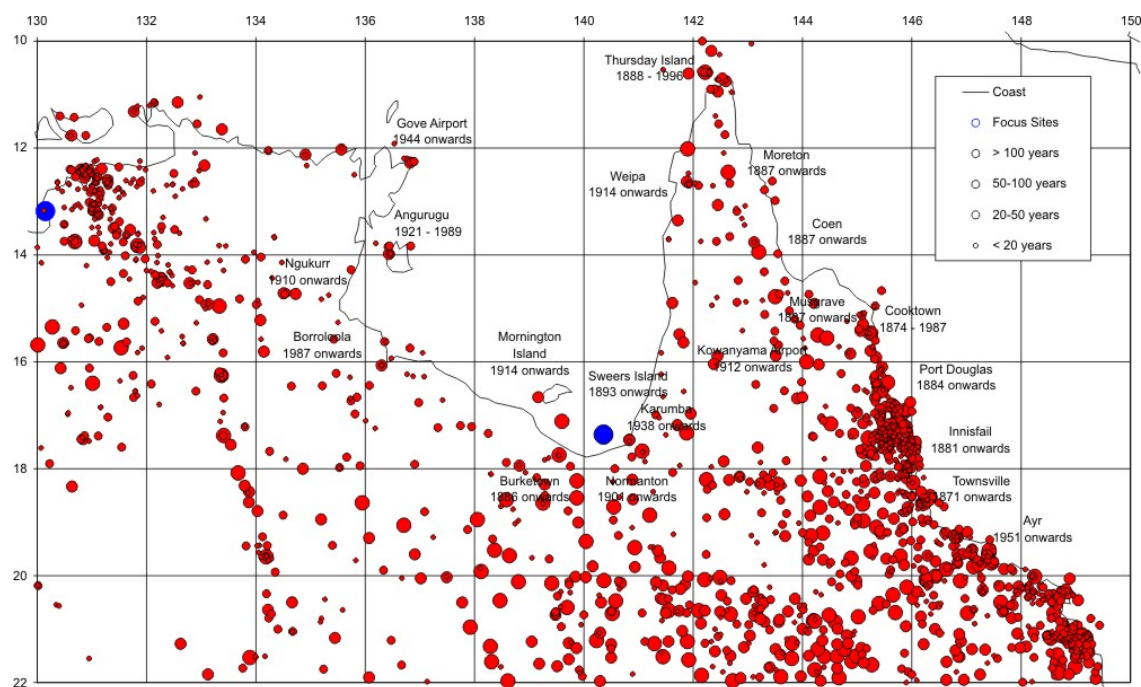 130 132 134 136 138 140 142 144 146 148 150
10
Thursday Island
1888 - 1996
Coast
Focus Sites
> 100 years
50-100 years
20-50 years
< 20 years
Gove Airport
1944 onwards
12
Moreton
1887 onwards
Weipa
1914 onwards
Angurugu
1921 - 1989
Coen
1887 onwards
14
Ngukurr
1910 onwards
Musgrave
1887 onwards
Cooktown
1874 - 1987
Borroloola
1987 onwards
Mornington
Island
1914 onwards
16
Kowanyama Airport
1912 onwards
Port Douglas
1884 onwards
Sweers Island
1893 onwards
Karumba
1938 onwards
Innisfail
1881 onwards
18
Burketown
1886 onwards
Normanton
1901 onwards
Townsville
1871 onwards
Ayr
1951 onwards
20
22